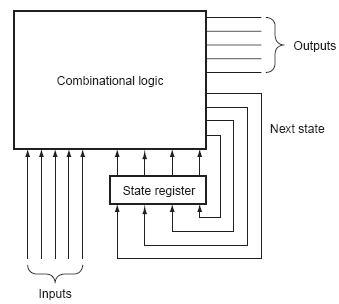 Outputs
Combinational logic
Next state
State register
Inputs